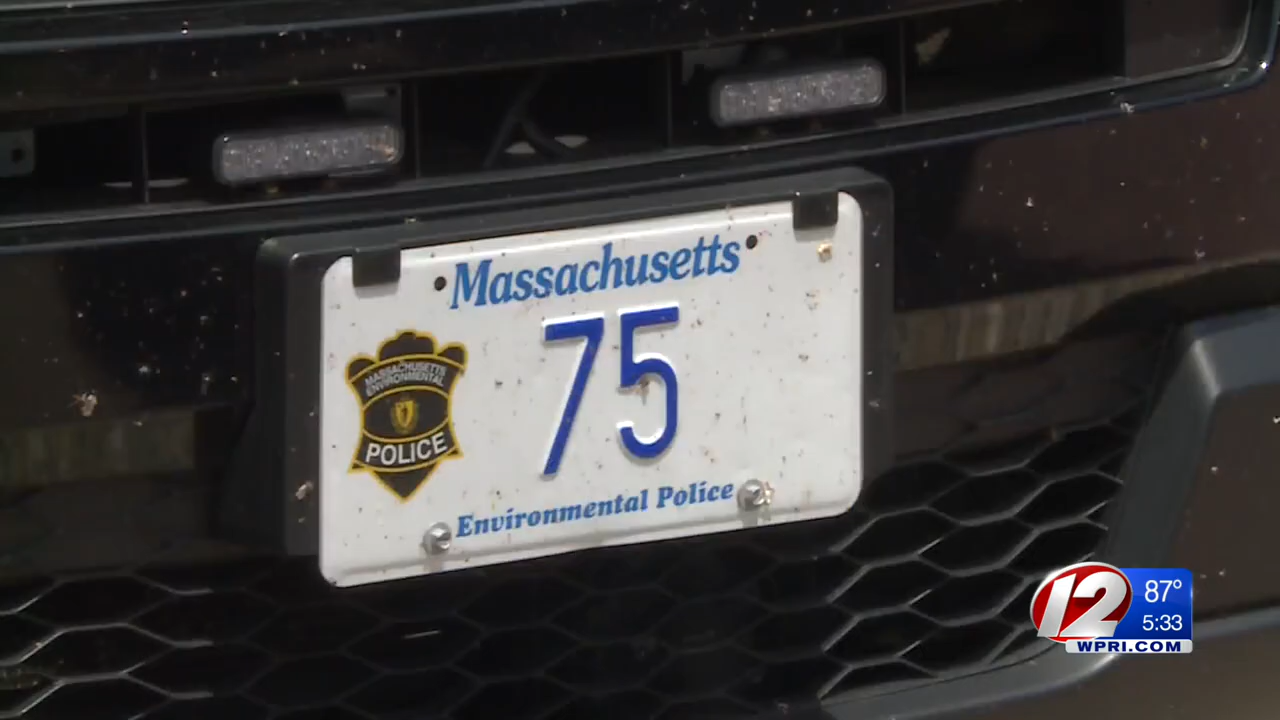 Massachusetts
75
MASSACHUSETTS
ENVIRONMENTAL
POLICE
Environmental Police
12
87°
5:33
WPRI.COM